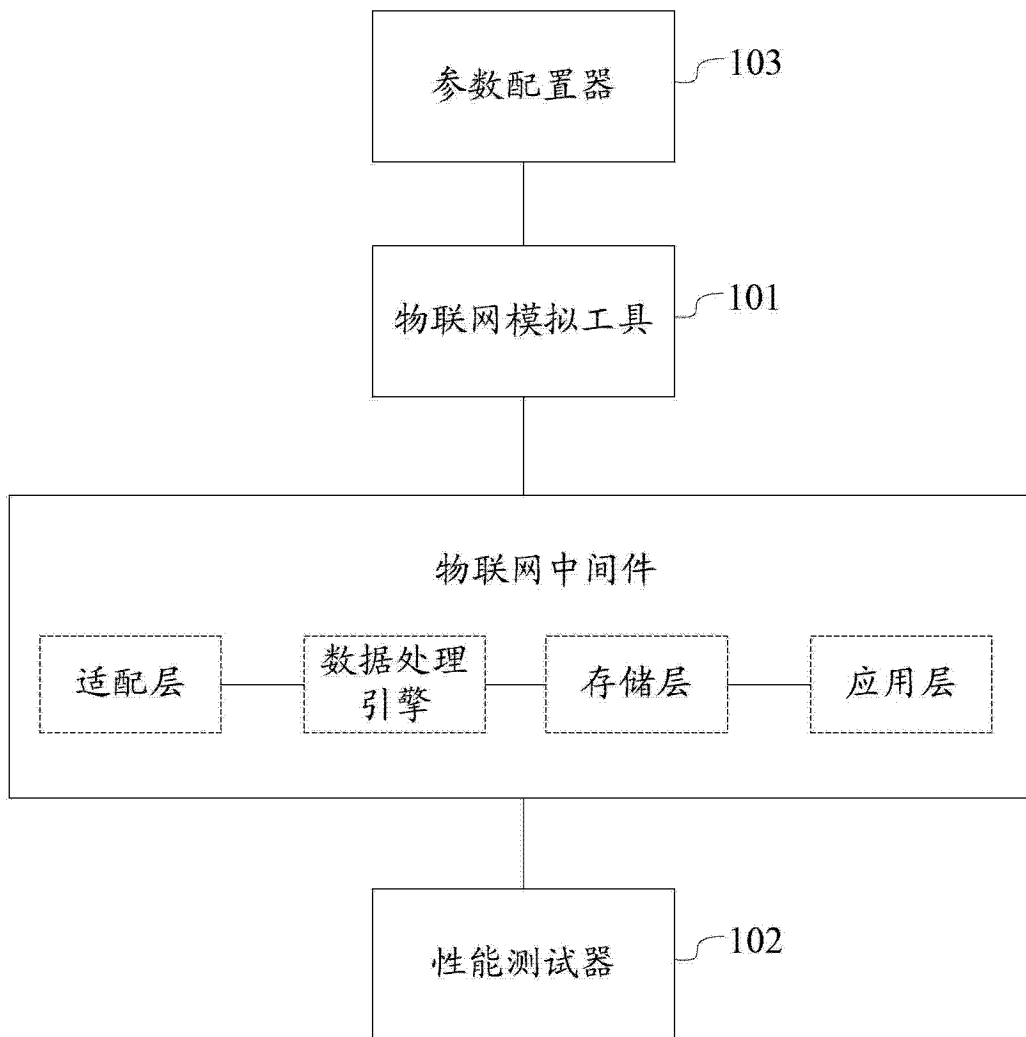 参数配置器
103
物联网模拟工具
101
物联网中间件
适配层
数据处理
引擎
存储层
应用层
性能测试器
102